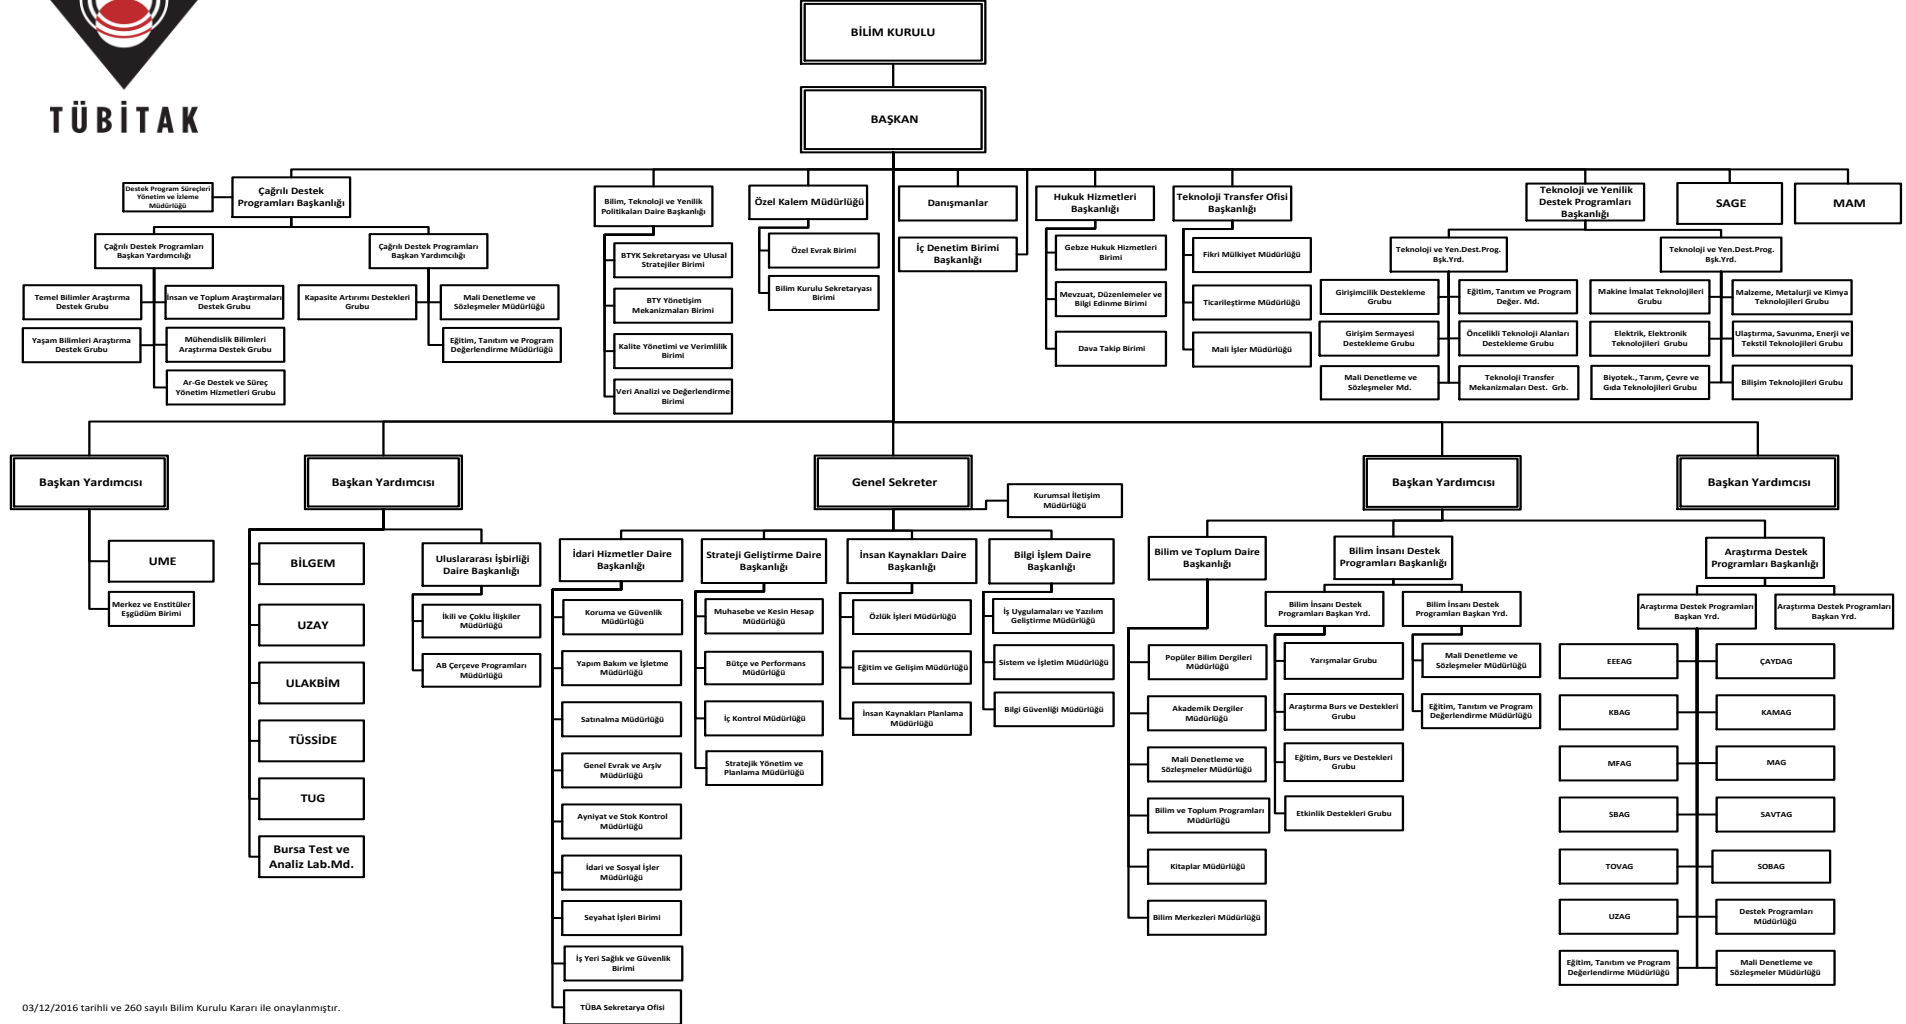 TÜBİTAK
BİLİM KURULU
BAŞKAN
Destek Program Süreçleri
Yönetim ve İzleme
Müdürlüğü
Çağrılı Destek
Programları Başkanlığı
Çağrılı Destek Programları
Başkan Yardımcılığı
Temel Bilimler Araştırma
Destek Grubu
İnsan ve Toplum Araştırmaları
Destek Grubu
Yaşam Bilimleri Araştırma
Destek Grubu
Mühendislik Bilimleri
Araştırma Destek Grubu
Ar-Ge Destek ve Süreç
Yönetim Hizmetleri Grubu
Çağrılı Destek Programları
Başkan Yardımcılığı
Kapasite Artırımı Destekleri
Grubu
Mali Denetleme ve
Sözleşmeler Müdürlüğü
Eğitim, Tanıtım ve Program
Değerlendirme Müdürlüğü
Bilim, Teknoloji ve Yenilik
Politikaları Daire Başkanlığı
BTYK Sekretaryası ve Ulusal
Stratejiler Birimi
BTY Yönetişim
Mekanizmaları Birimi
Kalite Yönetimi ve Verimlilik
Birimi
Veri Analizi ve Değerlendirme
Birimi
Özel Kalem Müdürlüğü
Özel Evrak Birimi
Bilim Kurulu Sekretaryası
Birimi
Danışmanlar
İç Denetim Birimi
Başkanlığı
Hukuk Hizmetleri
Başkanlığı
Gebze Hukuk Hizmetleri
Birimi
Mevzuat, Düzenlemeler ve
Bilgi Edinme Birimi
Dava Takip Birimi
Teknoloji Transfer Ofisi
Başkanlığı
Fikri Mülkiyet Müdürlüğü
Ticarileştirme Müdürlüğü
Mali İşler Müdürlüğü
Teknoloji ve Yenilik
Destek Programları
Başkanlığı
Teknoloji ve Yen.Dest.Prog.
Bşk.Yrd.
Girişimcilik Destekleme
Grubu
Eğitim, Tanıtım ve Program
Değer. Md.
Girişim Sermayesi
Destekleme Grubu
Öncelikli Teknoloji Alanları
Destekleme Grubu
Mali Denetleme ve
Sözleşmeler Md.
Teknoloji Transfer
Mekanizmaları Dest. Grb.
Teknoloji ve Yen.Dest.Prog.
Bşk.Yrd.
Makine İmalat Teknolojileri
Grubu
Malzeme, Metalurji ve Kimya
Teknolojileri Grubu
Elektrik, Elektronik
Teknolojileri Grubu
Ulaştırma, Savunma, Enerji ve
Tekstil Teknolojileri Grubu
Biyotek., Tarım, Çevre ve
Gıda Teknolojileri Grubu
Bilişim Teknolojileri Grubu
SAGE
MAM
Başkan Yardımcısı
UME
Merkez ve Enstitüler
Eşgüdüm Birimi
Başkan Yardımcısı
BİLGEM
UZAY
ULAKBİM
TÜSSİDE
TUG
Bursa Test ve
Analiz Lab.Md.
Uluslararası İşbirliği
Daire Başkanlığı
İkili ve Çoklu İlişkiler
Müdürlüğü
AB Çerçeve Programları
Müdürlüğü
Genel Sekreter
Kurumsal İletişim
Müdürlüğü
İdari Hizmetler Daire
Başkanlığı
Koruma ve Güvenlik
Müdürlüğü
Yapım Bakım ve İşletme
Müdürlüğü
Satınalma Müdürlüğü
Genel Evrak ve Arşiv
Müdürlüğü
Ayniyat ve Stok Kontrol
Müdürlüğü
İdari ve Sosyal İşler
Müdürlüğü
Seyahat İşleri Birimi
İş Yeri Sağlık ve Güvenlik
Birimi
TÜBA Sekretarya Ofisi
Strateji Geliştirme Daire
Başkanlığı
Muhasebe ve Kesin Hesap
Müdürlüğü
Bütçe ve Performans
Müdürlüğü
İç Kontrol Müdürlüğü
Stratejik Yönetim ve
Planlama Müdürlüğü
İnsan Kaynakları Daire
Başkanlığı
Özlük İşleri Müdürlüğü
Eğitim ve Gelişim Müdürlüğü
İnsan Kaynakları Planlama
Müdürlüğü
Bilgi İşlem Daire
Başkanlığı
İş Uygulamaları ve Yazılım
Geliştirme Müdürlüğü
Sistem ve İşletim Müdürlüğü
Bilgi Güvenliği Müdürlüğü
Başkan Yardımcısı
Bilim ve Toplum Daire
Başkanlığı
Popüler Bilim Dergileri
Müdürlüğü
Akademik Dergiler
Müdürlüğü
Mali Denetleme ve
Sözleşmeler Müdürlüğü
Bilim ve Toplum Programları
Müdürlüğü
Kitaplar Müdürlüğü
Bilim Merkezleri Müdürlüğü
Bilim İnsanı Destek
Programları Başkanlığı
Bilim İnsanı Destek
Programları Başkan Yrd.
Yarışmalar Grubu
Araştırma Burs ve Destekleri
Grubu
Eğitim, Burs ve Destekleri
Grubu
Etkinlik Destekleri Grubu
Bilim İnsanı Destek
Programları Başkan Yrd.
Mali Denetleme ve
Sözleşmeler Müdürlüğü
Eğitim, Tanıtım ve Program
Değerlendirme Müdürlüğü
Araştırma Destek
Programları Başkanlığı
Araştırma Destek Programları
Başkan Yrd.
Araştırma Destek Programları
Başkan Yrd.
EEEAG
ÇAYDAG
KBAG
KAMAG
MFAG
MAG
SBAG
SAVTAG
TOVAG
SOBAG
UZAG
Destek Programları
Müdürlüğü
Eğitim, Tanıtım ve Program
Değerlendirme Müdürlüğü
Mali Denetleme ve
Sözleşmeler Müdürlüğü
Başkan Yardımcısı
03/12/2016 tarihli ve 260 sayılı Bilim Kurulu Kararı ile onaylanmıştır.